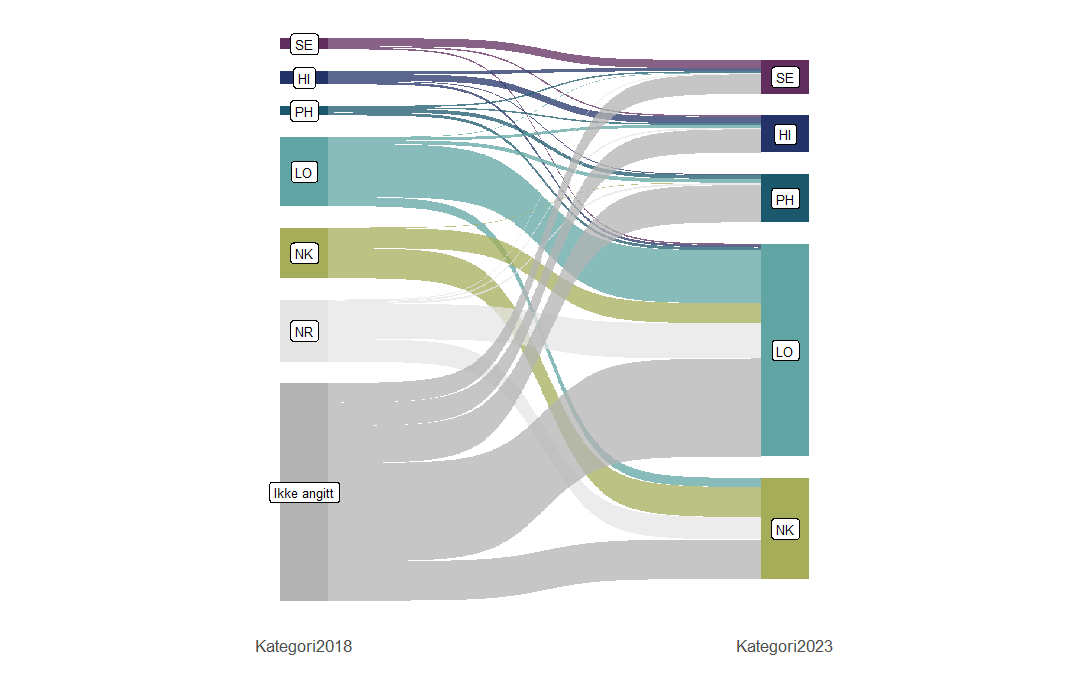 SE
HI
PH
LO
NK
NR
Ikke angitt
SE
HI
PH
LO
NK
Kategori2018
Kategori2023